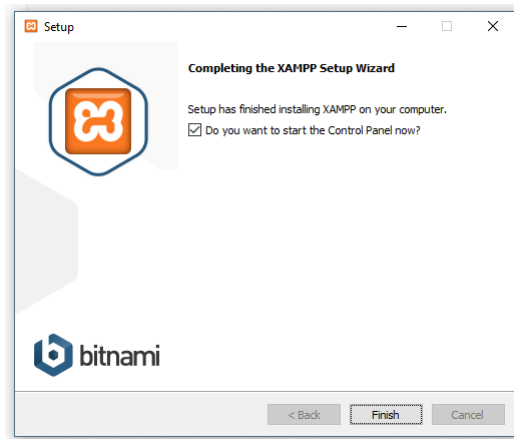 Setup
Completing the XAMPP Setup Wizard
Setup has finished installing XAMPP on your computer.
Do you want to start the Control Panel now?
bitnami
< Back
Finish
Cancel